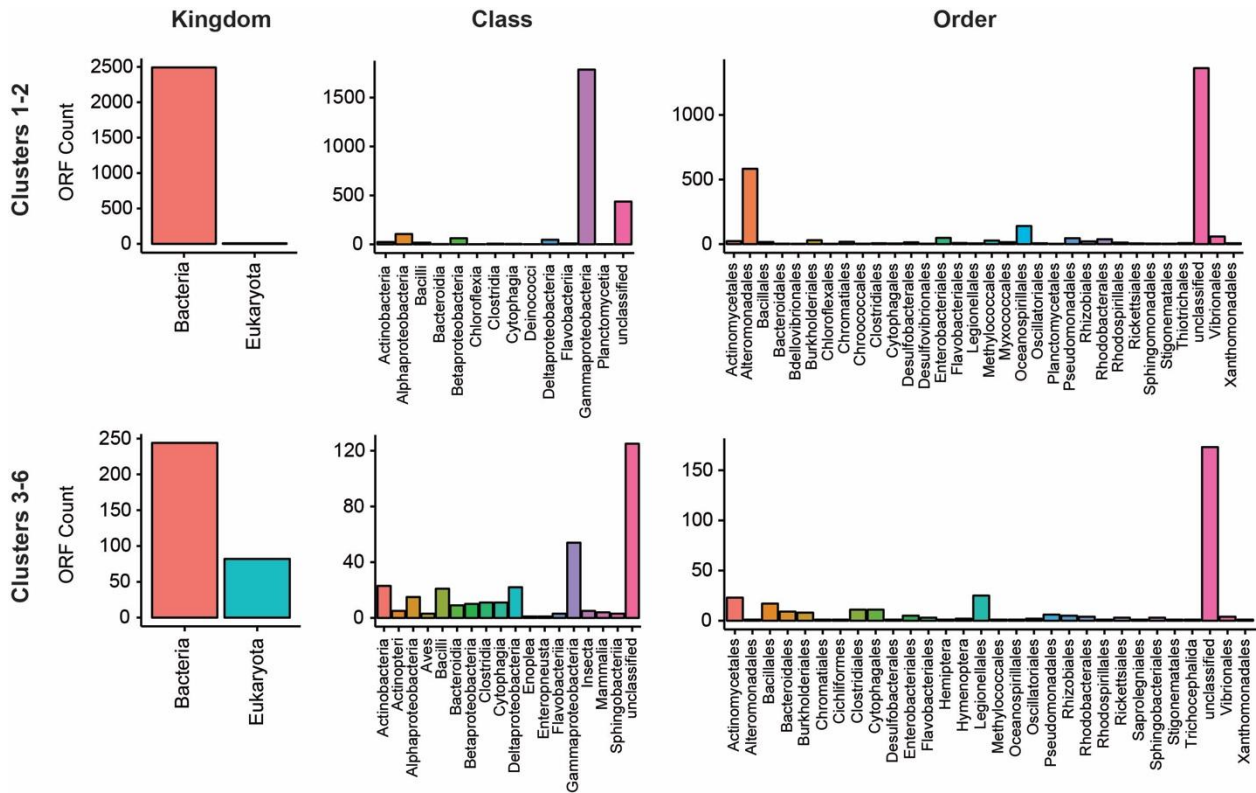 Kingdom
Class
Order
Clusters 1-2
ORF Count
2500
2000
1500
1000
500
0
Bacteria
Eukaryota
1500
1000
500
0
Actinobacteria
Alphaproteobacteria
Bacilli
Bacteroidia
Betaproteobacteria
Chloroflexia
Clostridia
Cytophagia
Deinococci
Deltaproteobacteria
Flavobacteriia
Gammaproteobacteria
Planctomycetia
unclassified
1000
500
0
Actinomycetales
Alteromonadales
Bacillales
Bacteroidales
Bdellovibrionales
Burkholderiales
Chloroflexales
Chromatiales
Chroococcales
Clostridiales
Cytophagales
Desulfobacterales
Desulfovibrionales
Enterobacteriales
Flavobacteriales
Legionellales
Methylococcales
Myxococcales
Oceanospirillales
Oscillatoriales
Planctomycetales
Pseudomonadales
Rhizobiales
Rhodobacterales
Rhodospirillales
Rickettsiales
Sphingomonadales
Stigonematales
Thiotrichales
unclassified
Vibrionales
Xanthomonadales
Clusters 3-6
ORF Count
250
200
150
100
50
0
Bacteria
Eukaryota
120
80
40
0
Actinobacteria
Actinopteri
Alphaproteobacteria
Aves
Bacilli
Bacteroidia
Betaproteobacteria
Clostridia
Cytophagia
Deltaproteobacteria
Enoplea
Enteropneusta
Flavobacteriia
Gammaproteobacteria
Insecta
Mammalia
Sphingobacteriia
unclassified
150
100
50
0
Actinomycetales
Alteromonadales
Bacillales
Bacteroidales
Burkholderiales
Chromatiales
Cichliformes
Clostridiales
Cytophagales
Desulfobacterales
Enterobacteriales
Flavobacteriales
Hemiptera
Hymenoptera
Legionellales
Methylococcales
Oceanospirillales
Oscillatoriales
Pseudomonadales
Rhizobiales
Rhodobacterales
Rhodospirillales
Rickettsiales
Saprolegniales
Sphingobacteriales
Stigonematales
Trichocephalida
unclassified
Vibrionales
Xanthomonadales